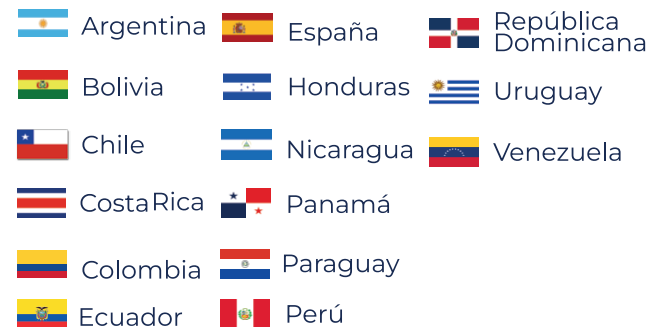 Argentina
Bolivia
Chile
Costa Rica
Colombia
Ecuador
España
Honduras
Nicaragua
Panamá
Paraguay
Perú
República
Dominicana
Uruguay
Venezuela